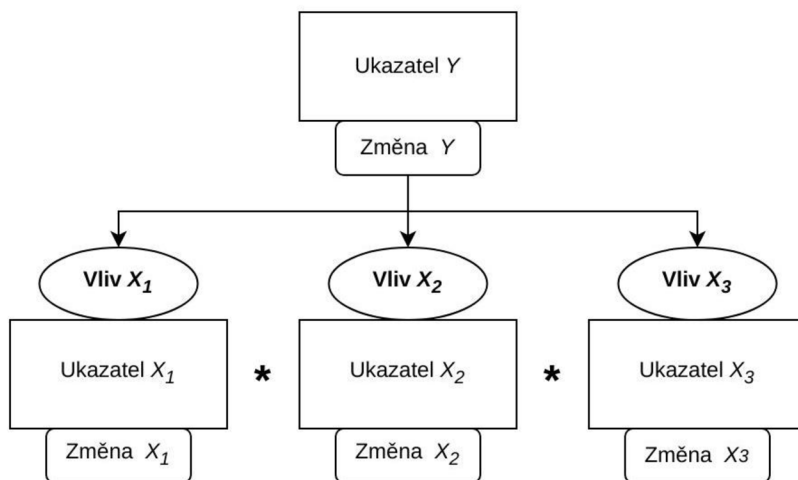 Ukazatel Y
Změna Y
Vliv X1 Vliv X2 Vliv X3
Ukazatel X1 * Ukazatel X2 * Ukazatel X3
Změna X1 Změna X2 Změna X3